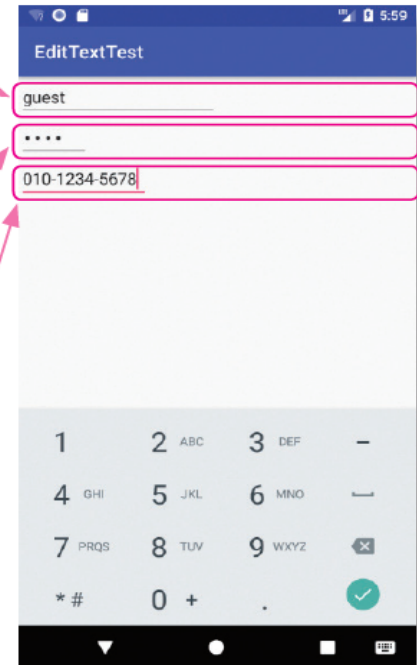 5:59
EditTextTest
guest
••••
010-1234-5678
1 2 ABC 3 DEF -
4 GHI 5 JKL 6 MNO
7 PRQS 8 TUV 9 WXYZ
* # 0 + .